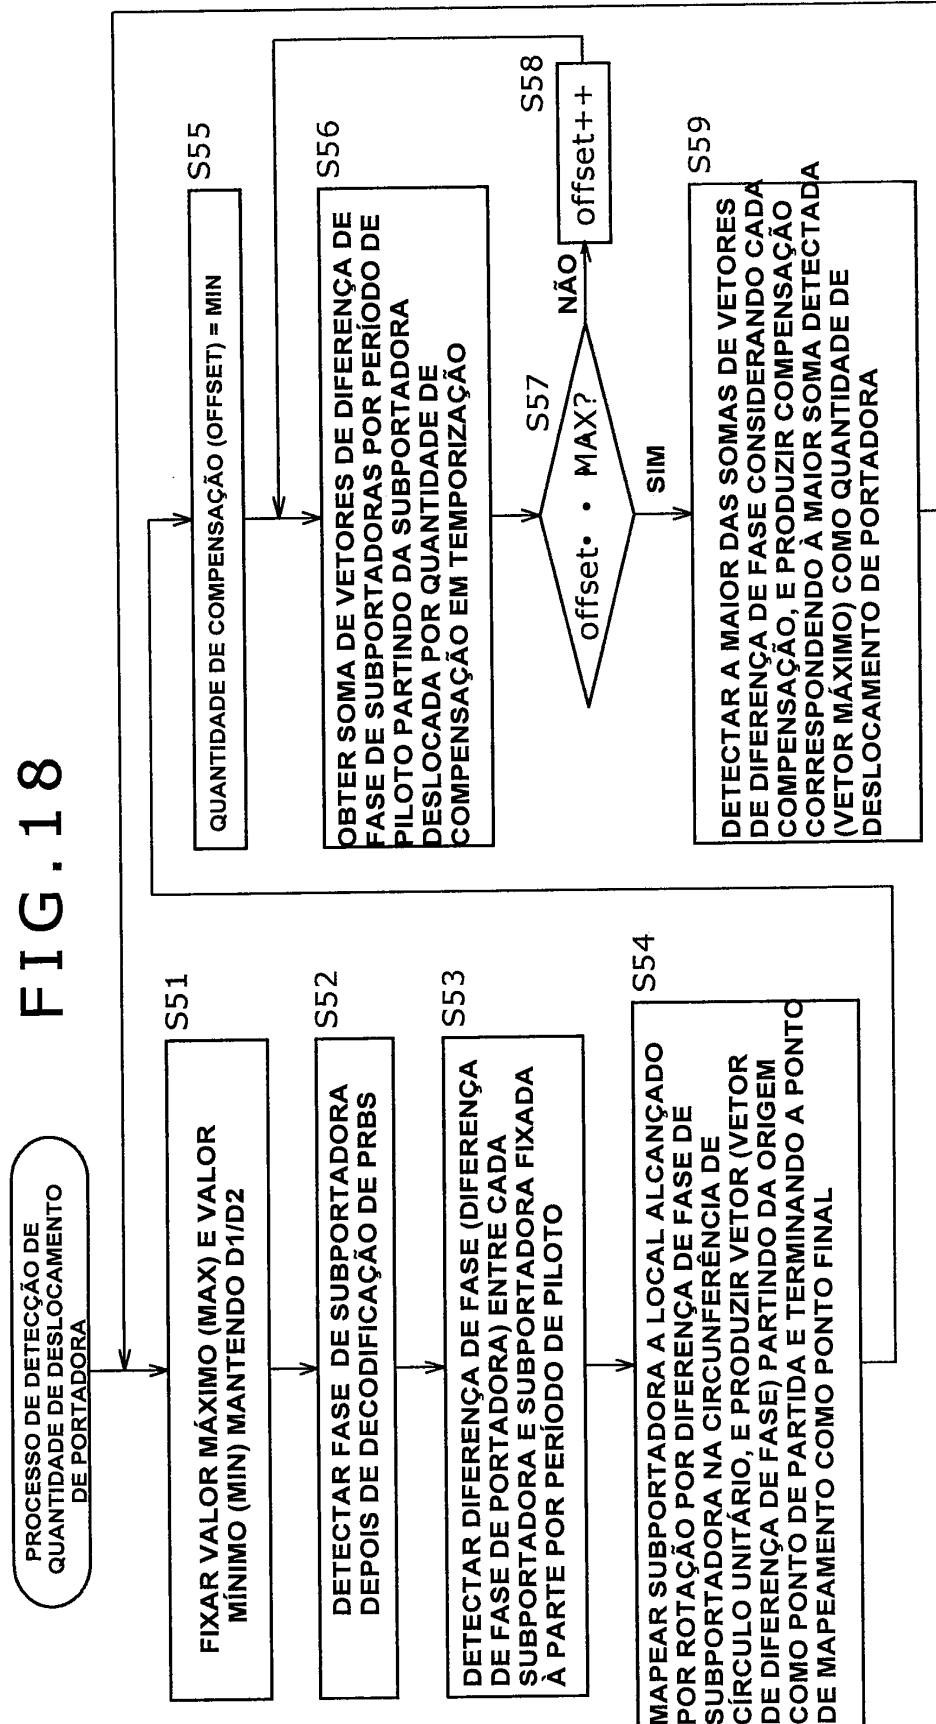 FIG.18
PROCESSO DE DETECÇÃO DE
QUANTIDADE DE DESLOCAMENTO
DE PORTADORA
S51
FIXAR VALOR MÁXIMO (MAX) E VALOR
MÍNIMO (MIN) MANTENDO D1/D2
S52
DETECTAR FASE DE SUBPORTADORA
DEPOIS DE DECODIFICAÇÃO DE PRBS
S53
DETECTAR DIFERENÇA DE FASE (DIFERENÇA
DE FASE DE PORTADORA) ENTRE CADA
SUBPORTADORA E SUBPORTADORA FIXADA
À PARTE POR PERÍODO DE PILOTO
S54
MAPEAR SUBPORTADORA A LOCAL ALCANÇADO
POR ROTAÇÃO POR DIFERENÇA DE FASE DE
SUBPORTADORA NA CIRCUNFERÊNCIA DE
CÍRCULO UNITÁRIO, E PRODUZIR VETOR (VETOR
DE DIFERENÇA DE FASE) PARTINDO DA ORIGEM
COMO PONTO DE PARTIDA E TERMINANDO A PONTO
DE MAPEAMENTO COMO PONTO FINAL
S55
QUANTIDADE DE COMPENSAÇÃO (OFFSET) = MIN
S56
OBTER SOMA DE VETORES DE DIFERENÇA DE
FASE DE SUBPORTADORAS POR PERÍODO DE
PILOTO PARTINDO DA SUBPORTADORA
DESLOCADA POR QUANTIDADE DE
COMPENSAÇÃO EM TEMPORIZAÇÃO
S57
offset• • MAX?
NÃO
S58
offset++
SIM
S59
DETECTAR A MAIOR DAS SOMAS DE VETORES
DE DIFERENÇA DE FASE CONSIDERANDO CADA
COMPENSAÇÃO, E PRODUZIR COMPENSAÇÃO
CORRESPONDENDO À MAIOR SOMA DETECTADA
(VETOR MÁXIMO) COMO QUANTIDADE DE
DESLOCAMENTO DE PORTADORA